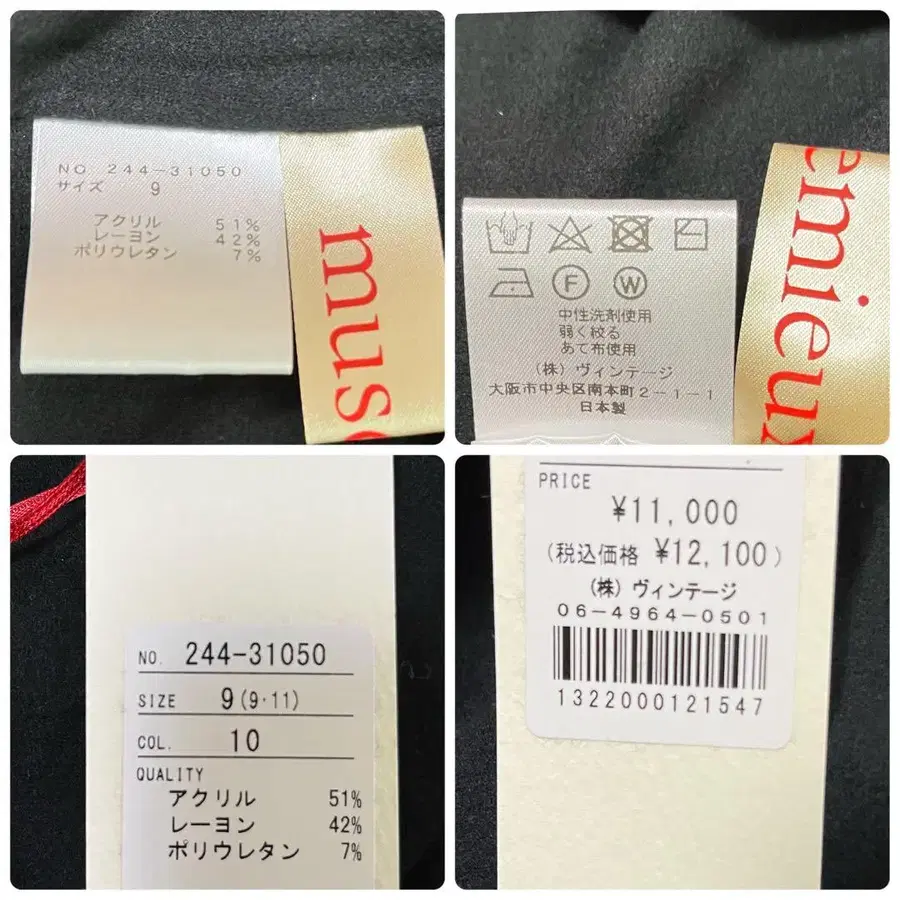 NO 244-31050
サイズ 9
アクリル 51%
レーヨン 42%
ポリウレタン 7%
muse
emieux
F W
中性洗剤使用
弱く絞る
あて布使用
(株)ヴィンテージ
大阪市中央区南本町2-1-1
日本製
NO. 244-31050
SIZE 9(9·11)
COL. 10
QUALITY
アクリル 51%
レーヨン 42%
ポリウレタン 7%
PRICE
¥11,000
(税込価格 ¥12,100)
(株)ヴィンテージ
06-4964-0501
1322000121547